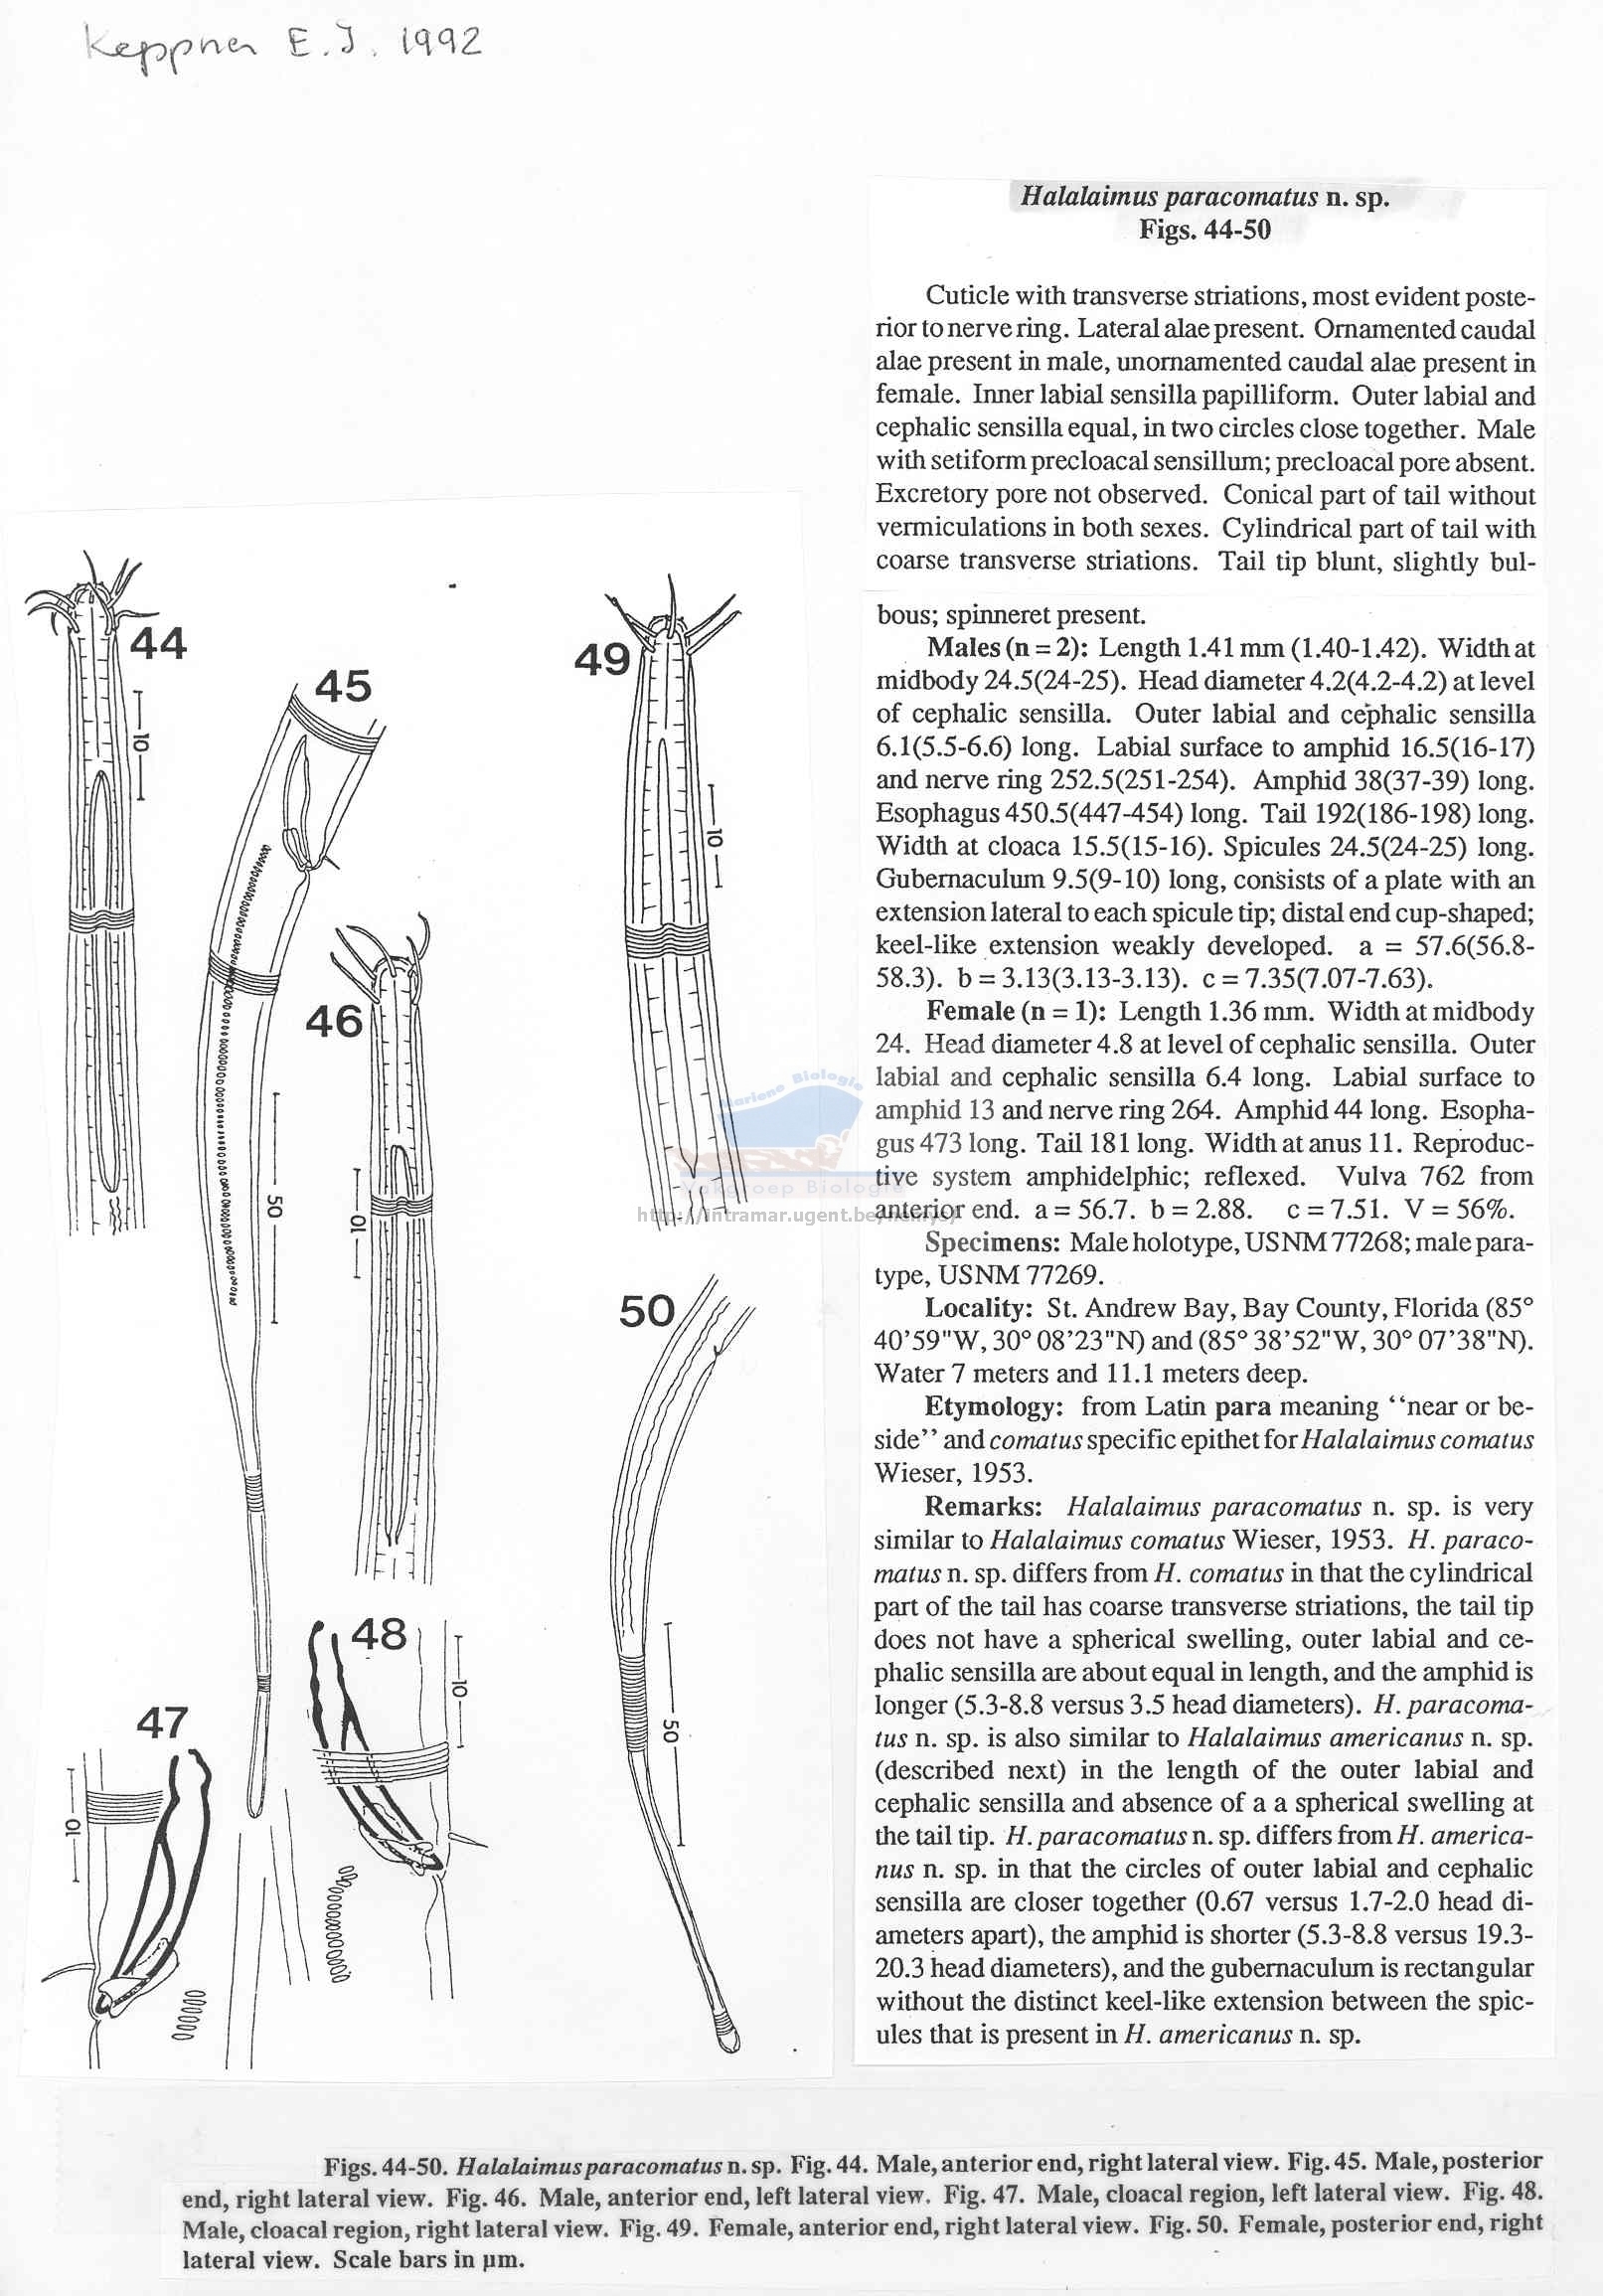 Keppner E.J. 1992
Halalaimus paracomatus n. sp.
Figs. 44-50
Cuticle with transverse striations, most evident poste-
rior to nerve ring. Lateral alae present. Ornamented caudal
alae present in male, unornamented caudal alae present in
female. Inner labial sensilla papilliform. Outer labial and
cephalic sensilla equal, in two circles close together. Male
with setiform precloacal sensillum; precloacal pore absent.
Excretory pore not observed. Conical part of tail without
vermiculations in both sexes. Cylindrical part of tail with
coarse transverse striations. Tail tip blunt, slightly bul-
bous; spinneret present.
Males (n = 2): Length 1.41 mm (1.40-1.42). Width at
midbody 24.5(24-25). Head diameter 4.2(4.2-4.2) at level
of cephalic sensilla. Outer labial and cephalic sensilla
6.1(5.5-6.6) long. Labial surface to amphid 16.5(16-17)
and nerve ring 252.5(251-254). Amphid 38(37-39) long.
Esophagus 450.5(447-454) long. Tail 192(186-198) long.
Width at cloaca 15.5(15-16). Spicules 24.5(24-25) long.
Gubernaculum 9.5(9-10) long, consists of a plate with an
extension lateral to each spicule tip; distal end cup-shaped;
keel-like extension weakly developed. a = 57.6(56.8-
58.3). b = 3.13(3.13-3.13). c = 7.35(7.07-7.63).
Female (n = 1): Length 1.36 mm. Width at midbody
24. Head diameter 4.8 at level of cephalic sensilla. Outer
labial and cephalic sensilla 6.4 long. Labial surface to
amphid 13 and nerve ring 264. Amphid 44 long. Esopha-
gus 473 long. Tail 181 long. Width at anus 11. Reproduc-
tive system amphidelphic; reflexed. Vulva 762 from
anterior end. a = 56.7. b = 2.88. c = 7.51. V = 56%.
Specimens: Male holotype, USNM 77268; male para-
type, USNM 77269.
Locality: St. Andrew Bay, Bay County, Florida (85°
40’59"W, 30° 08’23"N) and (85° 38’52"W, 30° 07’38"N).
Water 7 meters and 11.1 meters deep.
Etymology: from Latin para meaning ‘‘near or be-
side’’ and comatus specific epithet for Halalaimus comatus
Wieser, 1953.
Remarks: Halalaimus paracomatus n. sp. is very
similar to Halalaimus comatus Wieser, 1953. H. paraco-
matus n. sp. differs from H. comatus in that the cylindrical
part of the tail has coarse transverse striations, the tail tip
does not have a spherical swelling, outer labial and ce-
phalic sensilla are about equal in length, and the amphid is
longer (5.3-8.8 versus 3.5 head diameters). H. paracoma-
tus n. sp. is also similar to Halalaimus americanus n. sp.
(described next) in the length of the outer labial and
cephalic sensilla and absence of a a spherical swelling at
the tail tip. H. paracomatus n. sp. differs from H. america-
nus n. sp. in that the circles of outer labial and cephalic
sensilla are closer together (0.67 versus 1.7-2.0 head di-
ameters apart), the amphid is shorter (5.3-8.8 versus 19.3-
20.3 head diameters), and the gubernaculum is rectangular
without the distinct keel-like extension between the spic-
ules that is present in H. americanus n. sp.
44
10
45
50
46
10
47
10
48
10
49
10
50
50
Mariene Biologie
Vakgroep Biologie
Figs. 44-50. Halalaimus paracomatus n. sp. Fig. 44. Male, anterior end, right lateral view. Fig. 45. Male, posterior
end, right lateral view. Fig. 46. Male, anterior end, left lateral view. Fig. 47. Male, cloacal region, left lateral view. Fig. 48.
Male, cloacal region, right lateral view. Fig. 49. Female, anterior end, right lateral view. Fig. 50. Female, posterior end, right
lateral view. Scale bars in µm.